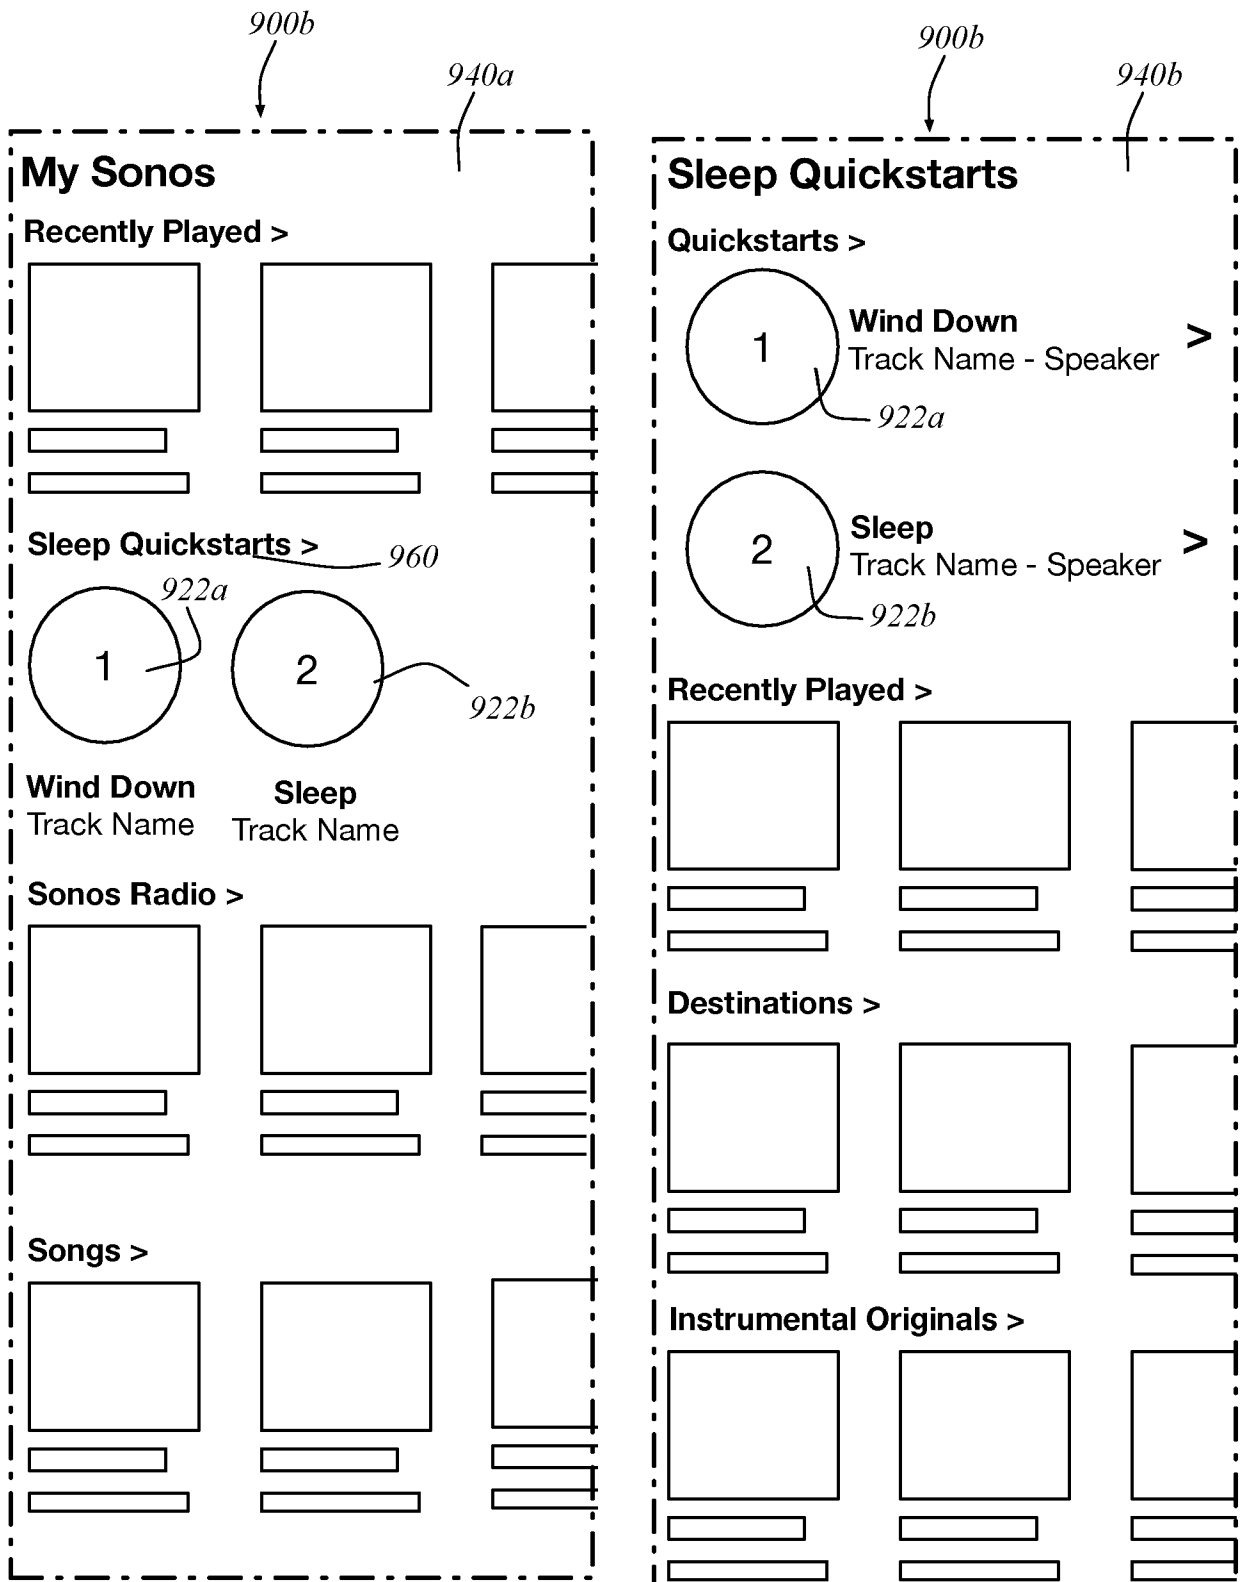 900b
940a
My Sonos
Recently Played >
Sleep Quickstarts >
960
922a
1
2
922b
Wind Down
Track Name
Sleep
Track Name
Sonos Radio >
Songs >
900b
940b
Sleep Quickstarts
Quickstarts >
1
Wind Down
Track Name - Speaker
>
922a
2
Sleep
Track Name - Speaker
>
922b
Recently Played >
Destinations >
Instrumental Originals >